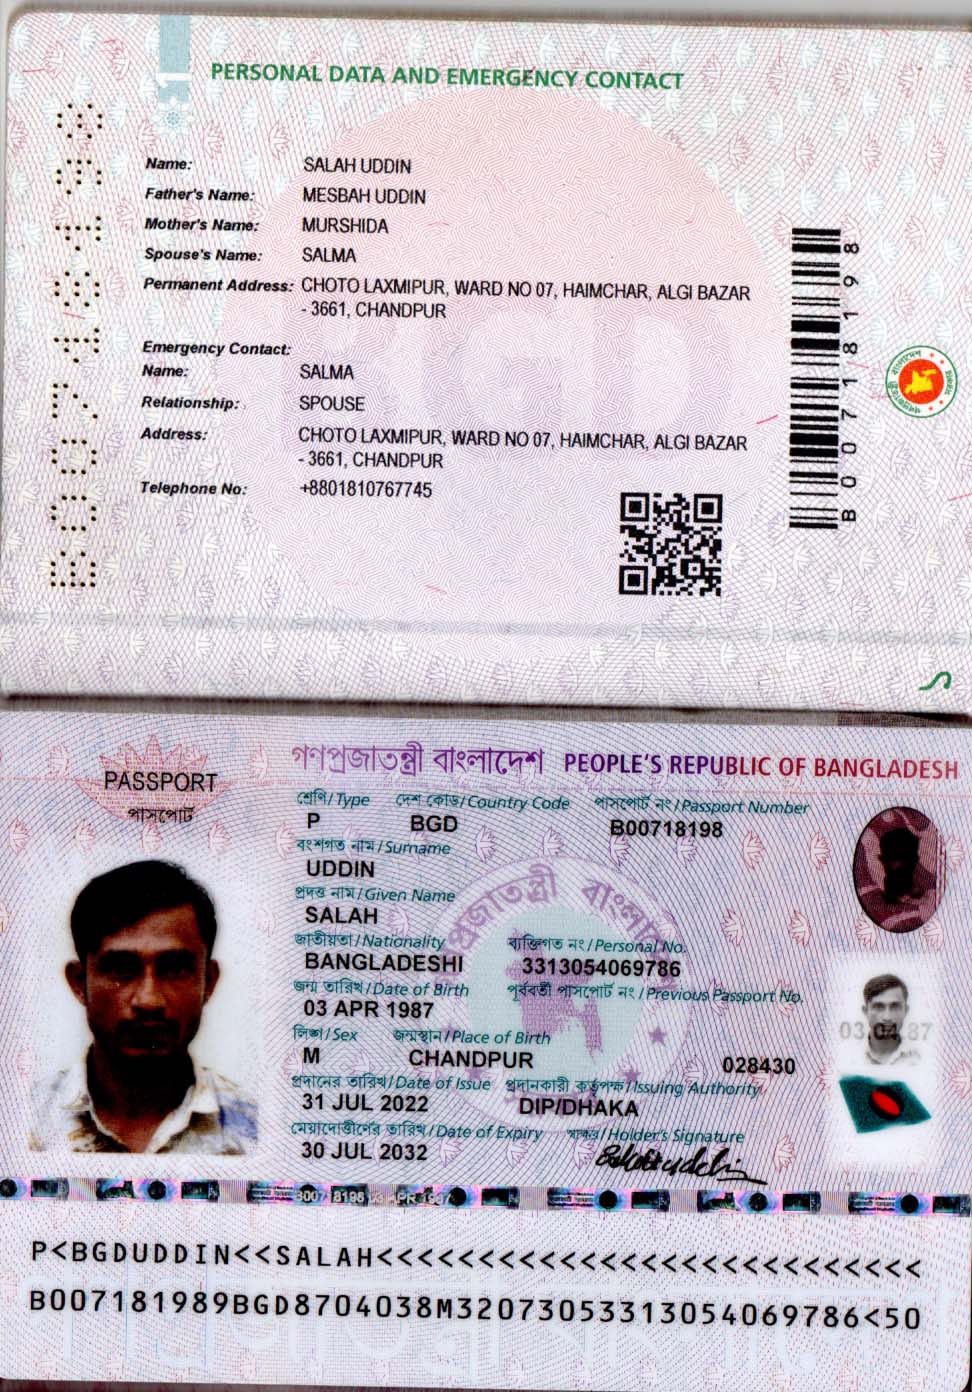 1
PERSONAL DATA AND EMERGENCY CONTACT
Name: SALAH UDDIN
Father's Name: MESBAH UDDIN
Mother's Name: MURSHIDA
Spouse's Name: SALMA
Permanent Address: CHOTO LAXMIPUR, WARD NO 07, HAIMCHAR, ALGI BAZAR
- 3661, CHANDPUR
Emergency Contact:
Name: SALMA
Relationship: SPOUSE
Address: CHOTO LAXMIPUR, WARD NO 07, HAIMCHAR, ALGI BAZAR
- 3661, CHANDPUR
Telephone No: +8801810767745
B00718198
B00718198
PASSPORT
পাসপোর্ট
গণপ্রজাতন্ত্রী বাংলাদেশ PEOPLE'S REPUBLIC OF BANGLADESH
শ্রেণি/Type দেশ কোড/Country Code পাসপোর্ট নং/Passport Number
P BGD B00718198
বংশগত নাম/Surname
UDDIN
প্রদত্ত নাম/Given Name
SALAH
জাতীয়তা/Nationality ব্যক্তিগত নং/Personal No.
BANGLADESHI 3313054069786
জন্ম তারিখ/Date of Birth পূর্ববর্তী পাসপোর্ট নং/Previous Passport No.
03 APR 1987
লিঙ্গ/Sex জন্মস্থান/Place of Birth
M CHANDPUR 028430
প্রদানের তারিখ/Date of Issue প্রদানকারী কর্তৃপক্ষ/Issuing Authority
31 JUL 2022 DIP/DHAKA
মেয়াদোত্তীর্ণের তারিখ/Date of Expiry স্বাক্ষর/Holder's Signature
30 JUL 2032
03.04.87
P<BGDUDDIN<<SALAH<<<<<<<<<<<<<<<<<<<<<<<<<<<
B007181989BGD8704038M32073053313054069786<50